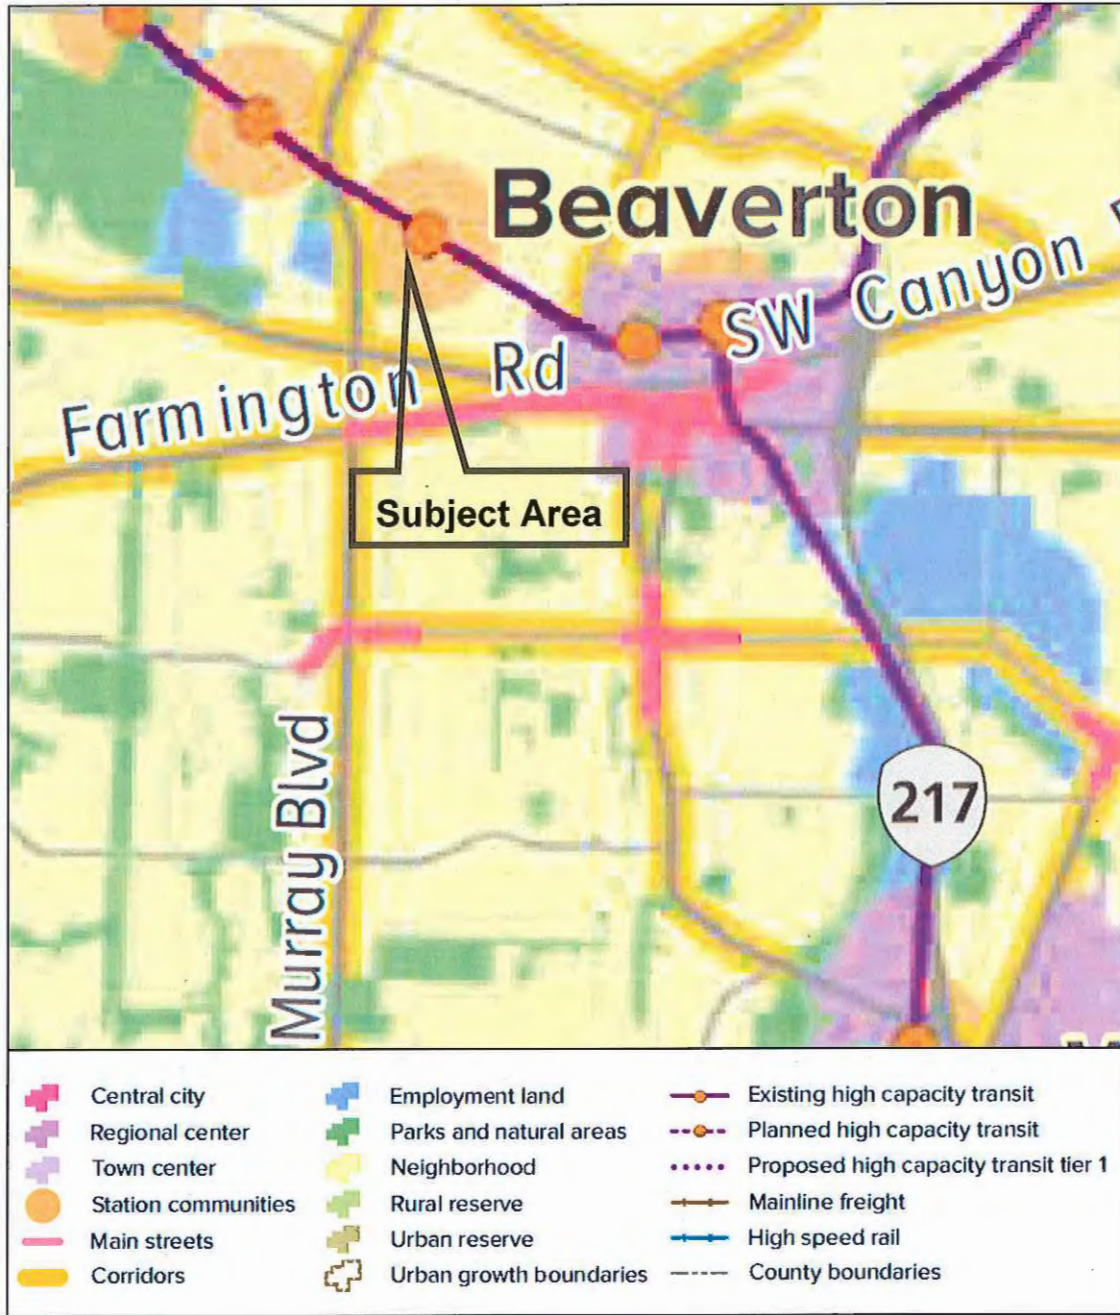 Beaverton
SW Canyon
Farmington Rd
Subject Area
Murray Blvd
217
Central city
Regional center
Town center
Station communities
Main streets
Corridors
Employment land
Parks and natural areas
Neighborhood
Rural reserve
Urban reserve
Urban growth boundaries
Existing high capacity transit
Planned high capacity transit
Proposed high capacity transit tier 1
Mainline freight
High speed rail
County boundaries